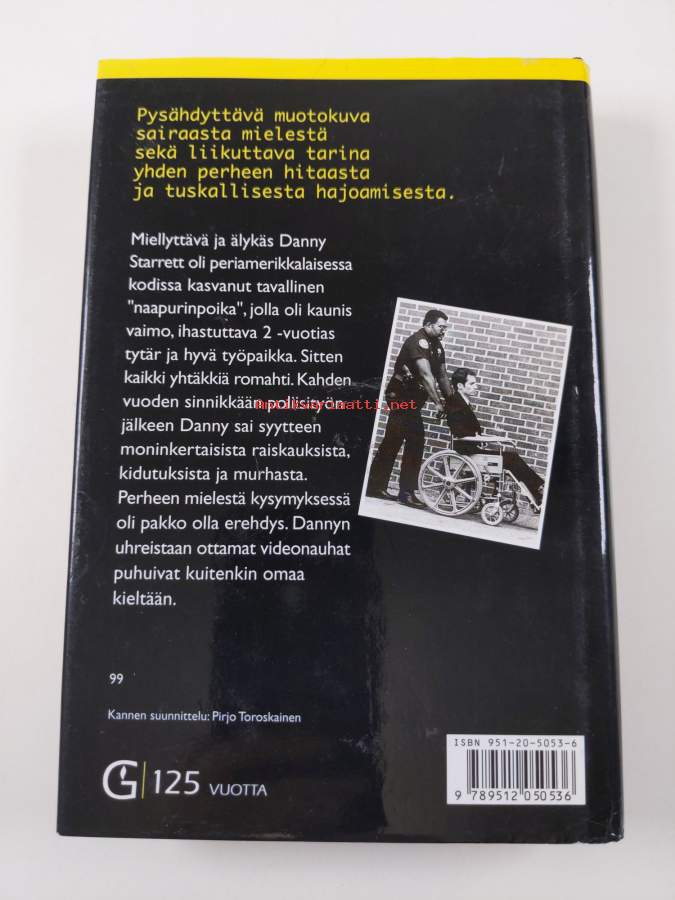 Pysähdyttävä muotokuva
sairaasta mielestä
sekä liikuttava tarina
yhden perheen hitaasta
ja tuskallisesta hajoamisesta.
Miellyttävä ja älykäs Danny
Starrett oli periamerikkalaisessa
kodissa kasvanut tavallinen
"naapurinpoika", jolla oli kaunis
vaimo, ihastuttava 2 -vuotias
tytär ja hyvä työpaikka. Sitten
kaikki yhtäkkiä romahti. Kahden
vuoden sinnikkään poliisityön
jälkeen Danny sai syytteen
moninkertaisista raiskauksista,
kidutuksista ja murhasta.
Perheen mielestä kysymyksessä
oli pakko olla erehdys. Dannyn
uhreistaan ottamat videonauhat
puhuivat kuitenkin omaa
kieltään.
Antikvariaatti.net
99
Kannen suunnittelu: Pirjo Toroskainen
G 125 VUOTTA
ISBN 951-20-5053-6
9 789512 050536